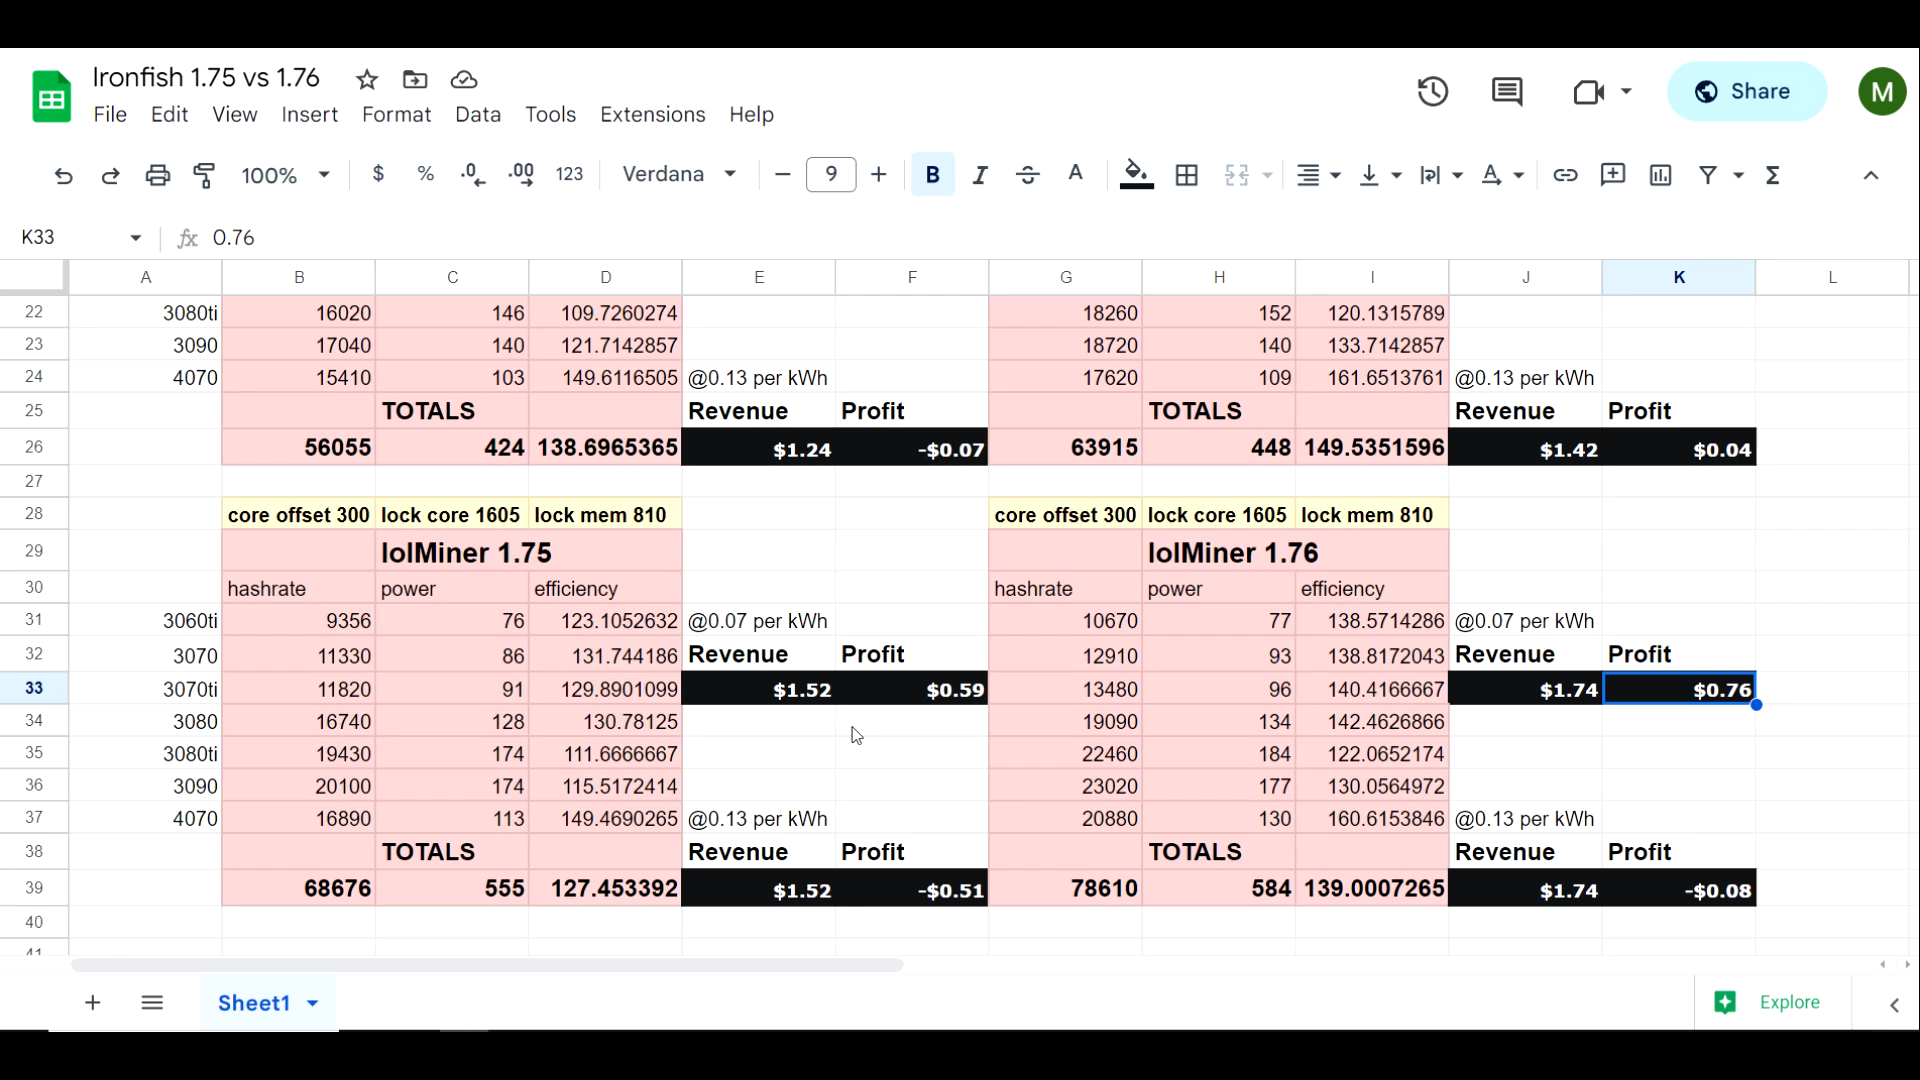 Ironfish 1.75 vs 1.76
File Edit View Insert Format Data Tools Extensions Help
Share
M
100% $ % .0 .00 123 Verdana 9 B I A
K33 fx 0.76
A B C D E F G H I J K L
22 3080ti 16020 146 109.7260274 18260 152 120.1315789
23 3090 17040 140 121.7142857 18720 140 133.7142857
24 4070 15410 103 149.6116505 @0.13 per kWh 17620 109 161.6513761 @0.13 per kWh
25 TOTALS Revenue Profit TOTALS Revenue Profit
26 56055 424 138.6965365 $1.24 -$0.07 63915 448 149.5351596 $1.42 $0.04
27
28 core offset 300 lock core 1605 lock mem 810 core offset 300 lock core 1605 lock mem 810
29 lolMiner 1.75 lolMiner 1.76
30 hashrate power efficiency hashrate power efficiency
31 3060ti 9356 76 123.1052632 @0.07 per kWh 10670 77 138.5714286 @0.07 per kWh
32 3070 11330 86 131.744186 Revenue Profit 12910 93 138.8172043 Revenue Profit
33 3070ti 11820 91 129.8901099 $1.52 $0.59 13480 96 140.4166667 $1.74 $0.76
34 3080 16740 128 130.78125 19090 134 142.4626866
35 3080ti 19430 174 111.6666667 22460 184 122.0652174
36 3090 20100 174 115.5172414 23020 177 130.0564972
37 4070 16890 113 149.4690265 @0.13 per kWh 20880 130 160.6153846 @0.13 per kWh
38 TOTALS Revenue Profit TOTALS Revenue Profit
39 68676 555 127.453392 $1.52 -$0.51 78610 584 139.0007265 $1.74 -$0.08
40
41
Sheet1 Explore